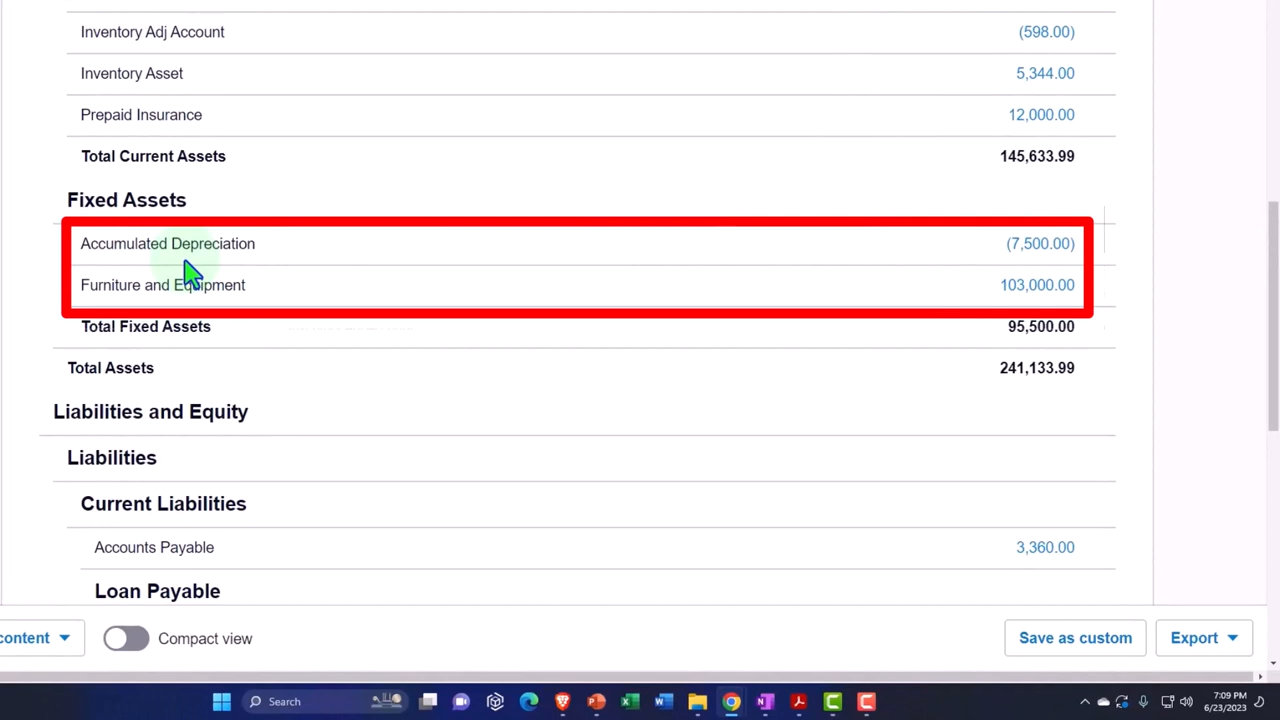 Inventory Adj Account (598.00)
Inventory Asset 5,344.00
Prepaid Insurance 12,000.00
Total Current Assets 145,633.99
Fixed Assets
Accumulated Depreciation (7,500.00)
Furniture and Equipment 103,000.00
Total Fixed Assets 95,500.00
Total Assets 241,133.99
Liabilities and Equity
Liabilities
Current Liabilities
Accounts Payable 3,360.00
Loan Payable
content Compact view Save as custom Export
Search 7:09 PM
6/23/2023